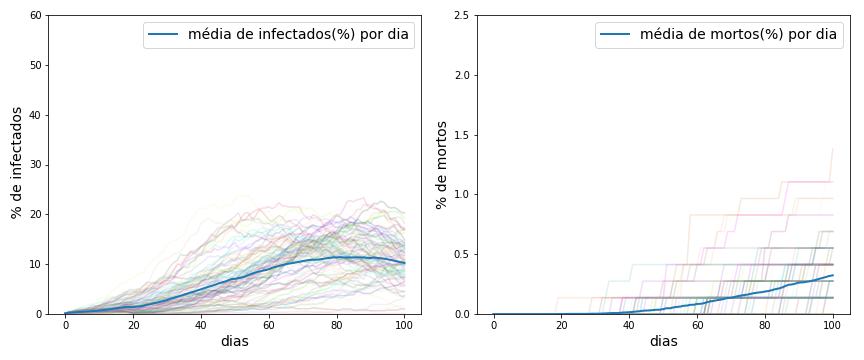 média de infectados(%) por dia
% de infectados
60
50
40
30
20
10
0
0 20 40 60 80 100
dias
média de mortos(%) por dia
% de mortos
2.5
2.0
1.5
1.0
0.5
0.0
0 20 40 60 80 100
dias